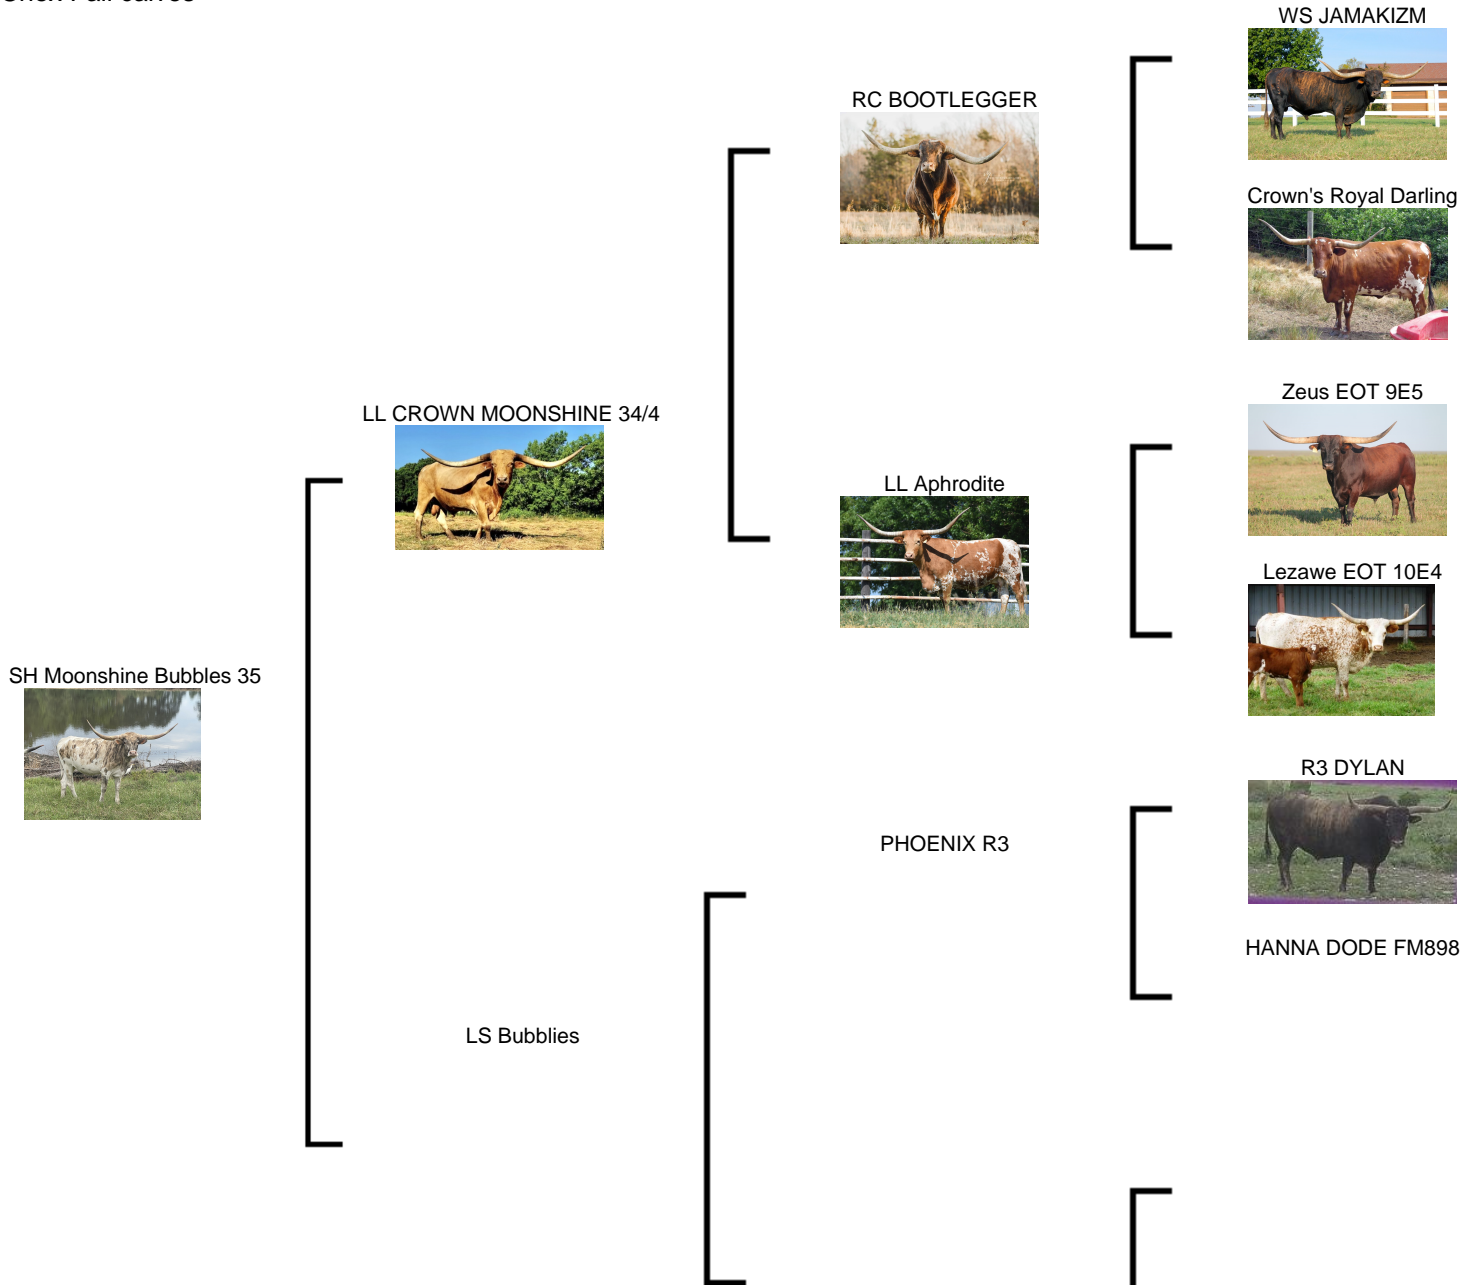 WS JAMAKIZM
RC BOOTLEGGER
Crown's Royal Darling
Zeus EOT 9E5
LL CROWN MOONSHINE 34/4
LL Aphrodite
Lezawe EOT 10E4
SH Moonshine Bubbles 35
R3 DYLAN
PHOENIX R3
HANNA DODE FM898
LS Bubblies